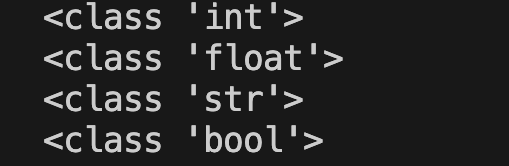 <class 'int'>
<class 'float'>
<class 'str'>
<class 'bool'>